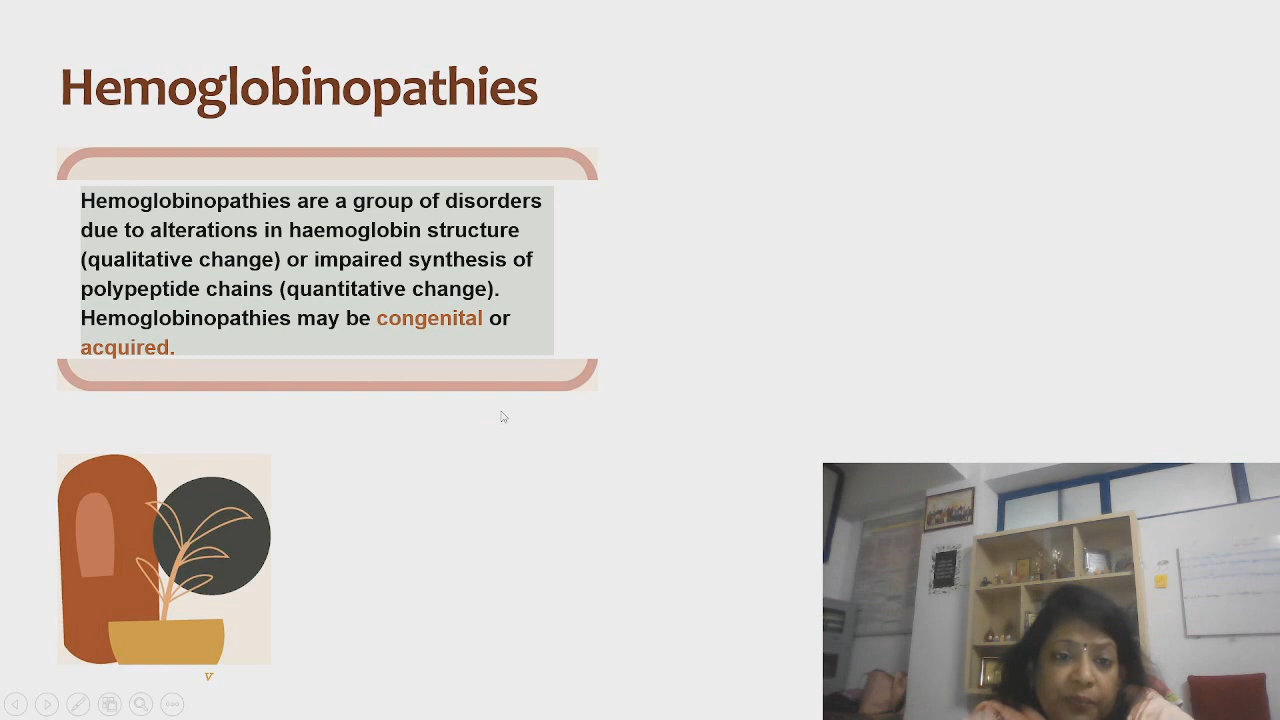 Hemoglobinopathies
Hemoglobinopathies are a group of disorders
due to alterations in haemoglobin structure
(qualitative change) or impaired synthesis of
polypeptide chains (quantitative change).
Hemoglobinopathies may be congenital or
acquired.
v